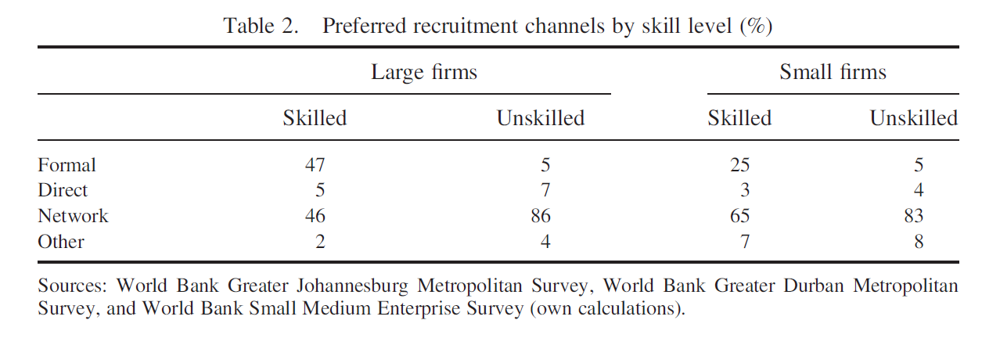 Table 2. Preferred recruitment channels by skill level (%)
Large firms Small firms
Skilled Unskilled Skilled Unskilled
Formal 47 5 25 5
Direct 5 7 3 4
Network 46 86 65 83
Other 2 4 7 8
Sources: World Bank Greater Johannesburg Metropolitan Survey, World Bank Greater Durban Metropolitan
Survey, and World Bank Small Medium Enterprise Survey (own calculations).